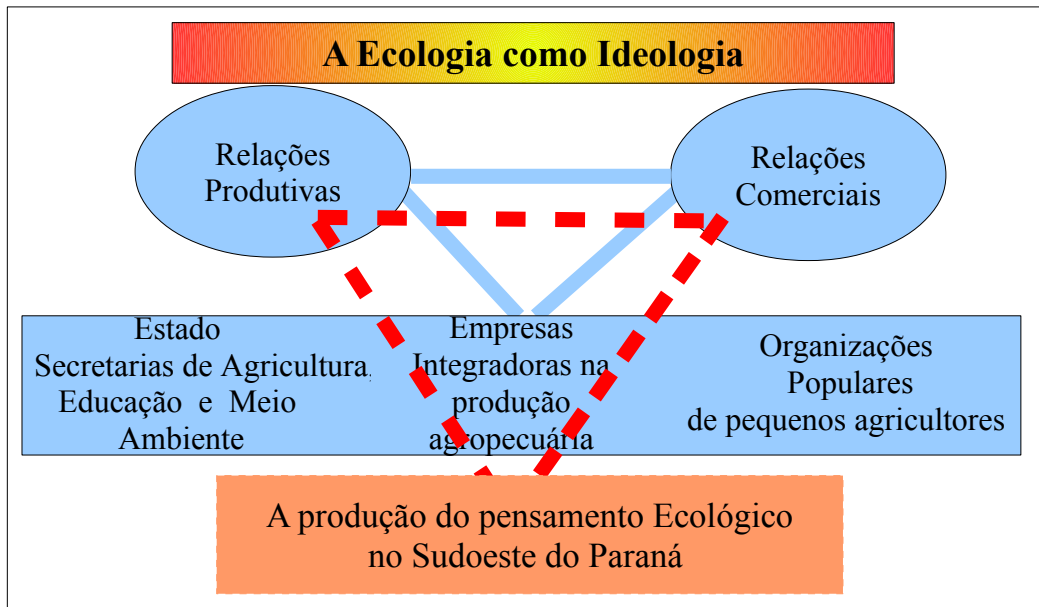 A Ecologia como Ideologia
Relações
Produtivas
Relações
Comerciais
Estado
Secretarias de Agricultura,
Educação e Meio
Ambiente
Empresas
Integradoras na
produção
agropecuária
Organizações
Populares
de pequenos agricultores
A produção do pensamento Ecológico
no Sudoeste do Paraná